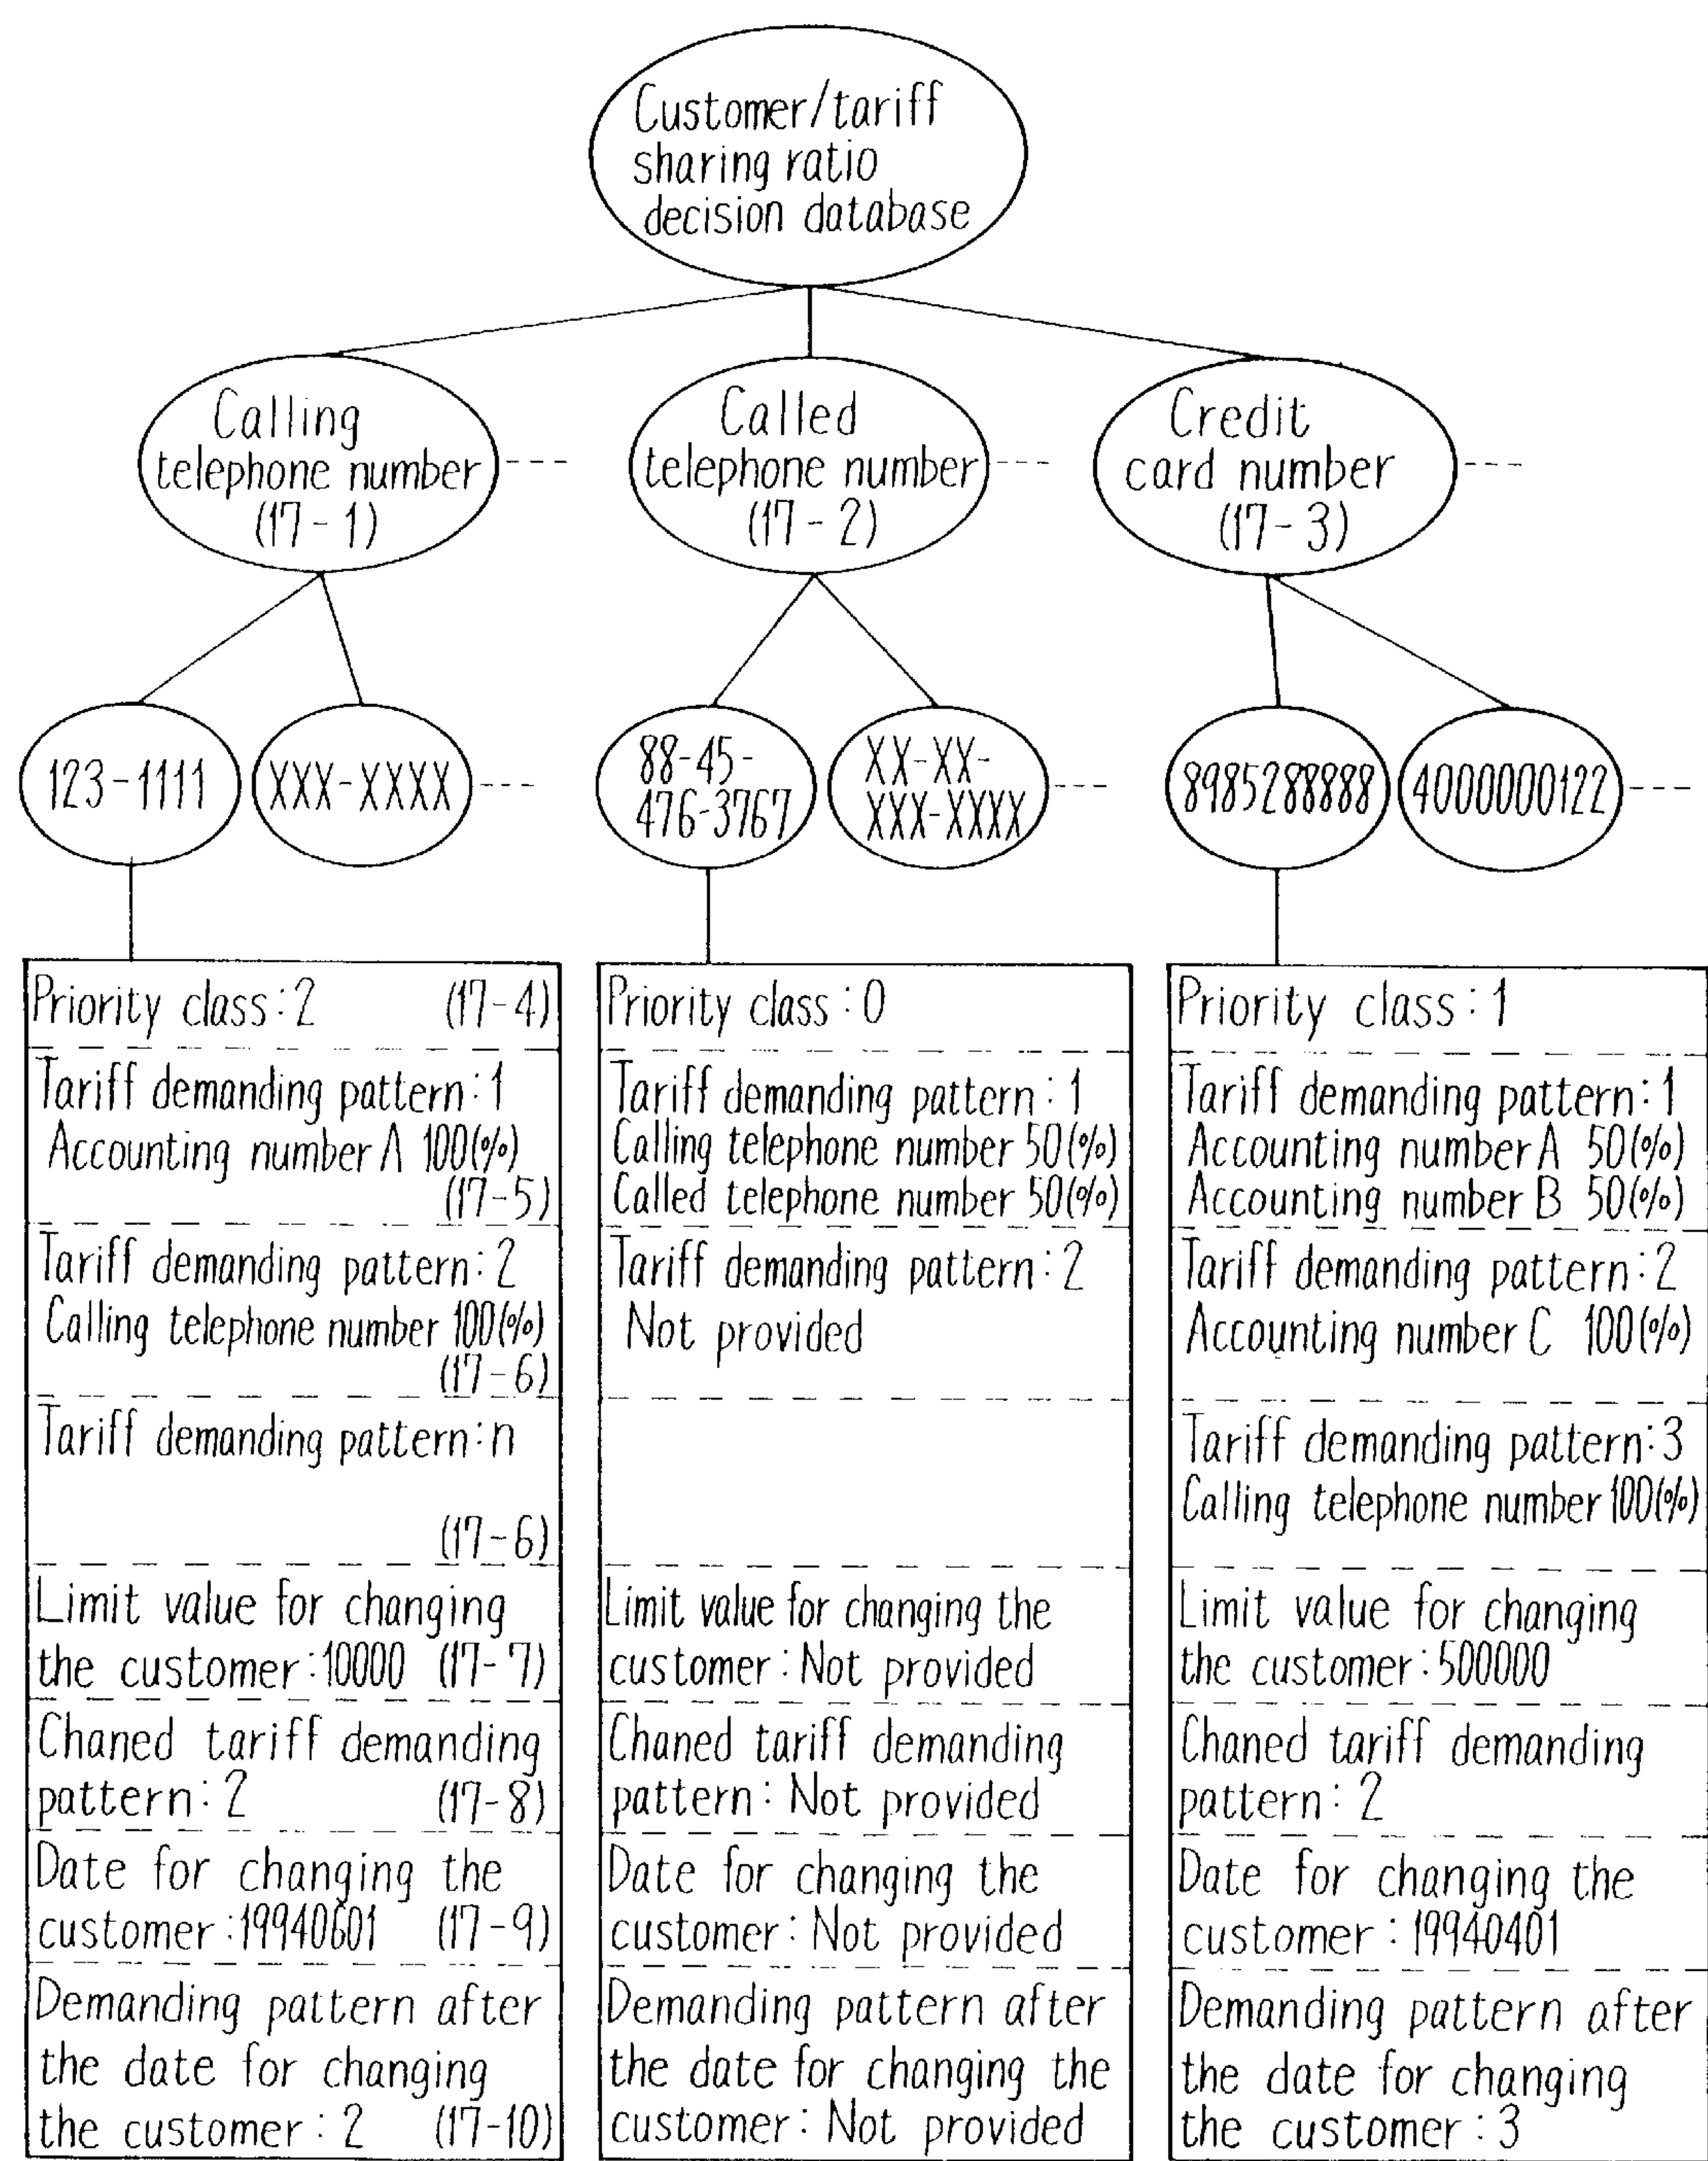 Customer/tariff
sharing ratio
decision database
Calling
telephone number
(17-1)
Called
telephone number
(17-2)
Credit
card number
(17-3)
123-1111
XXX-XXXX
88-45-
476-3767
XX-XX-
XXX-XXXX
8985288888
4000000122
Priority class:2 (17-4)
Tariff demanding pattern:1
Accounting number A 100(%)
(17-5)
Tariff demanding pattern:2
Calling telephone number 100(%)
(17-6)
Tariff demanding pattern:n
(17-6)
Limit value for changing
the customer:10000 (17-7)
Chaned tariff demanding
pattern:2 (17-8)
Date for changing the
customer:19940601 (17-9)
Demanding pattern after
the date for changing
the customer:2 (17-10)
Priority class:0
Tariff demanding pattern:1
Calling telephone number 50(%)
Called telephone number 50(%)
Tariff demanding pattern:2
Not provided
Limit value for changing the
customer:Not provided
Chaned tariff demanding
pattern:Not provided
Date for changing the
customer:Not provided
Demanding pattern after
the date for changing the
customer:Not provided
Priority class:1
Tariff demanding pattern:1
Accounting number A 50(%)
Accounting number B 50(%)
Tariff demanding pattern:2
Accounting number C 100(%)
Tariff demanding pattern:3
Calling telephone number 100(%)
Limit value for changing
the customer:500000
Chaned tariff demanding
pattern:2
Date for changing the
customer:19940401
Demanding pattern after
the date for changing
the customer:3